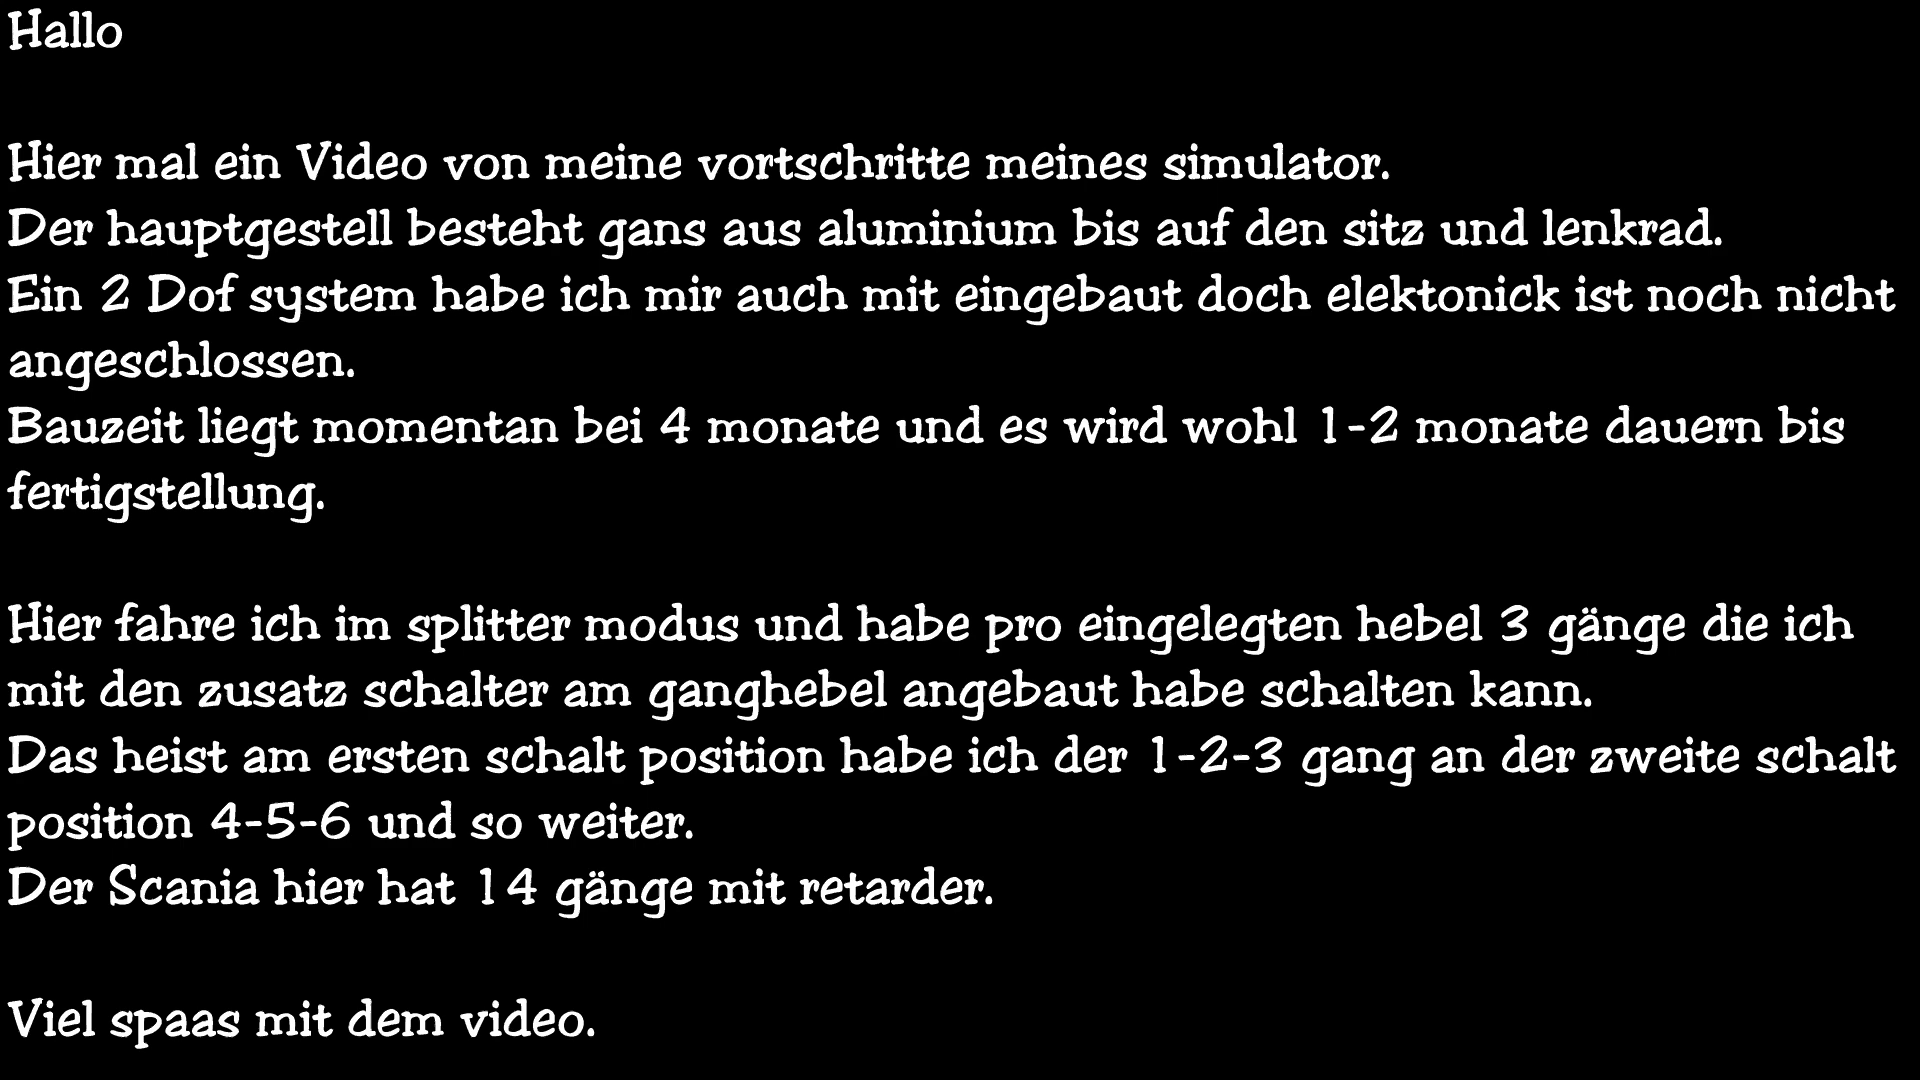 Hallo
Hier mal ein Video von meine vortschritte meines simulator.
Der hauptgestell besteht gans aus aluminium bis auf den sitz und lenkrad.
Ein 2 Dof system habe ich mir auch mit eingebaut doch elektonick ist noch nicht
angeschlossen.
Bauzeit liegt momentan bei 4 monate und es wird wohl 1-2 monate dauern bis
fertigstellung.
Hier fahre ich im splitter modus und habe pro eingelegten hebel 3 gänge die ich
mit den zusatz schalter am ganghebel angebaut habe schalten kann.
Das heist am ersten schalt position habe ich der 1-2-3 gang an der zweite schalt
position 4-5-6 und so weiter.
Der Scania hier hat 14 gänge mit retarder.
Viel spaas mit dem video.